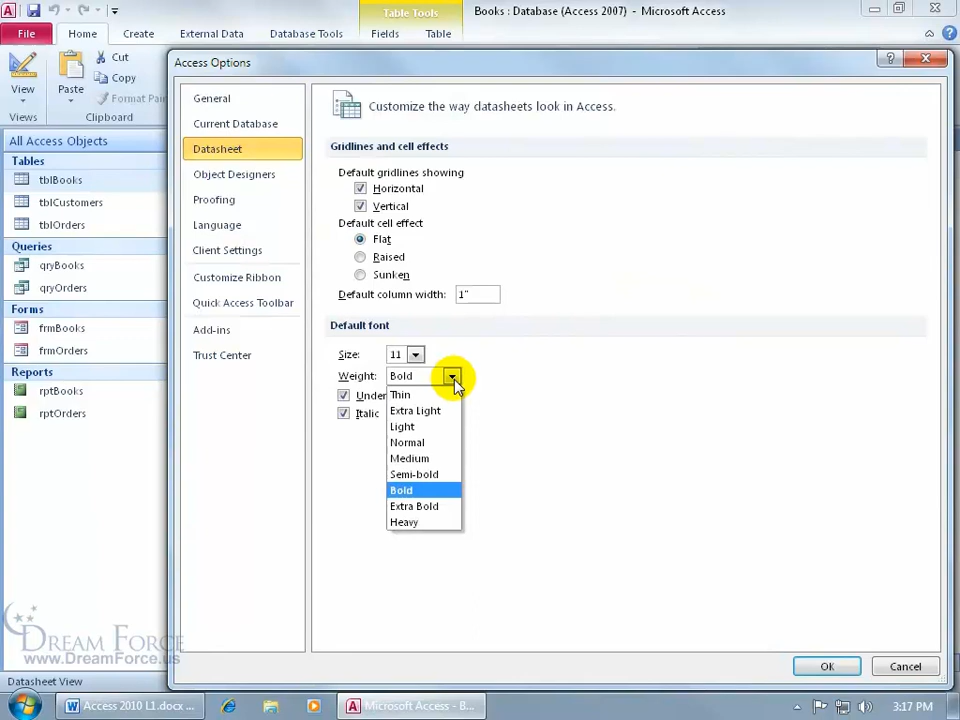 Table Tools
Books : Database (Access 2007) - Microsoft Access
File
Home
Create
External Data
Database Tools
Fields
Table
View
Views
Paste
Cut
Copy
Format Pain
Clipboard
Access Options
All Access Objects
Tables
tblBooks
tblCustomers
tblOrders
Queries
qryBooks
qryOrders
Forms
frmBooks
frmOrders
Reports
rptBooks
rptOrders
General
Current Database
Datasheet
Object Designers
Proofing
Language
Client Settings
Customize Ribbon
Quick Access Toolbar
Add-ins
Trust Center
Customize the way datasheets look in Access.
Gridlines and cell effects
Default gridlines showing
Horizontal
Vertical
Default cell effect
Flat
Raised
Sunken
Default column width: 1"
Default font
Size: 11
Weight: Bold
Under
Italic
Thin
Extra Light
Light
Normal
Medium
Semi-bold
Bold
Extra Bold
Heavy
OK
Cancel
DREAM FORCE
www.DreamForce.us
Datasheet View
Access 2010 L1.docx ...
Microsoft Access - B...
3:17 PM